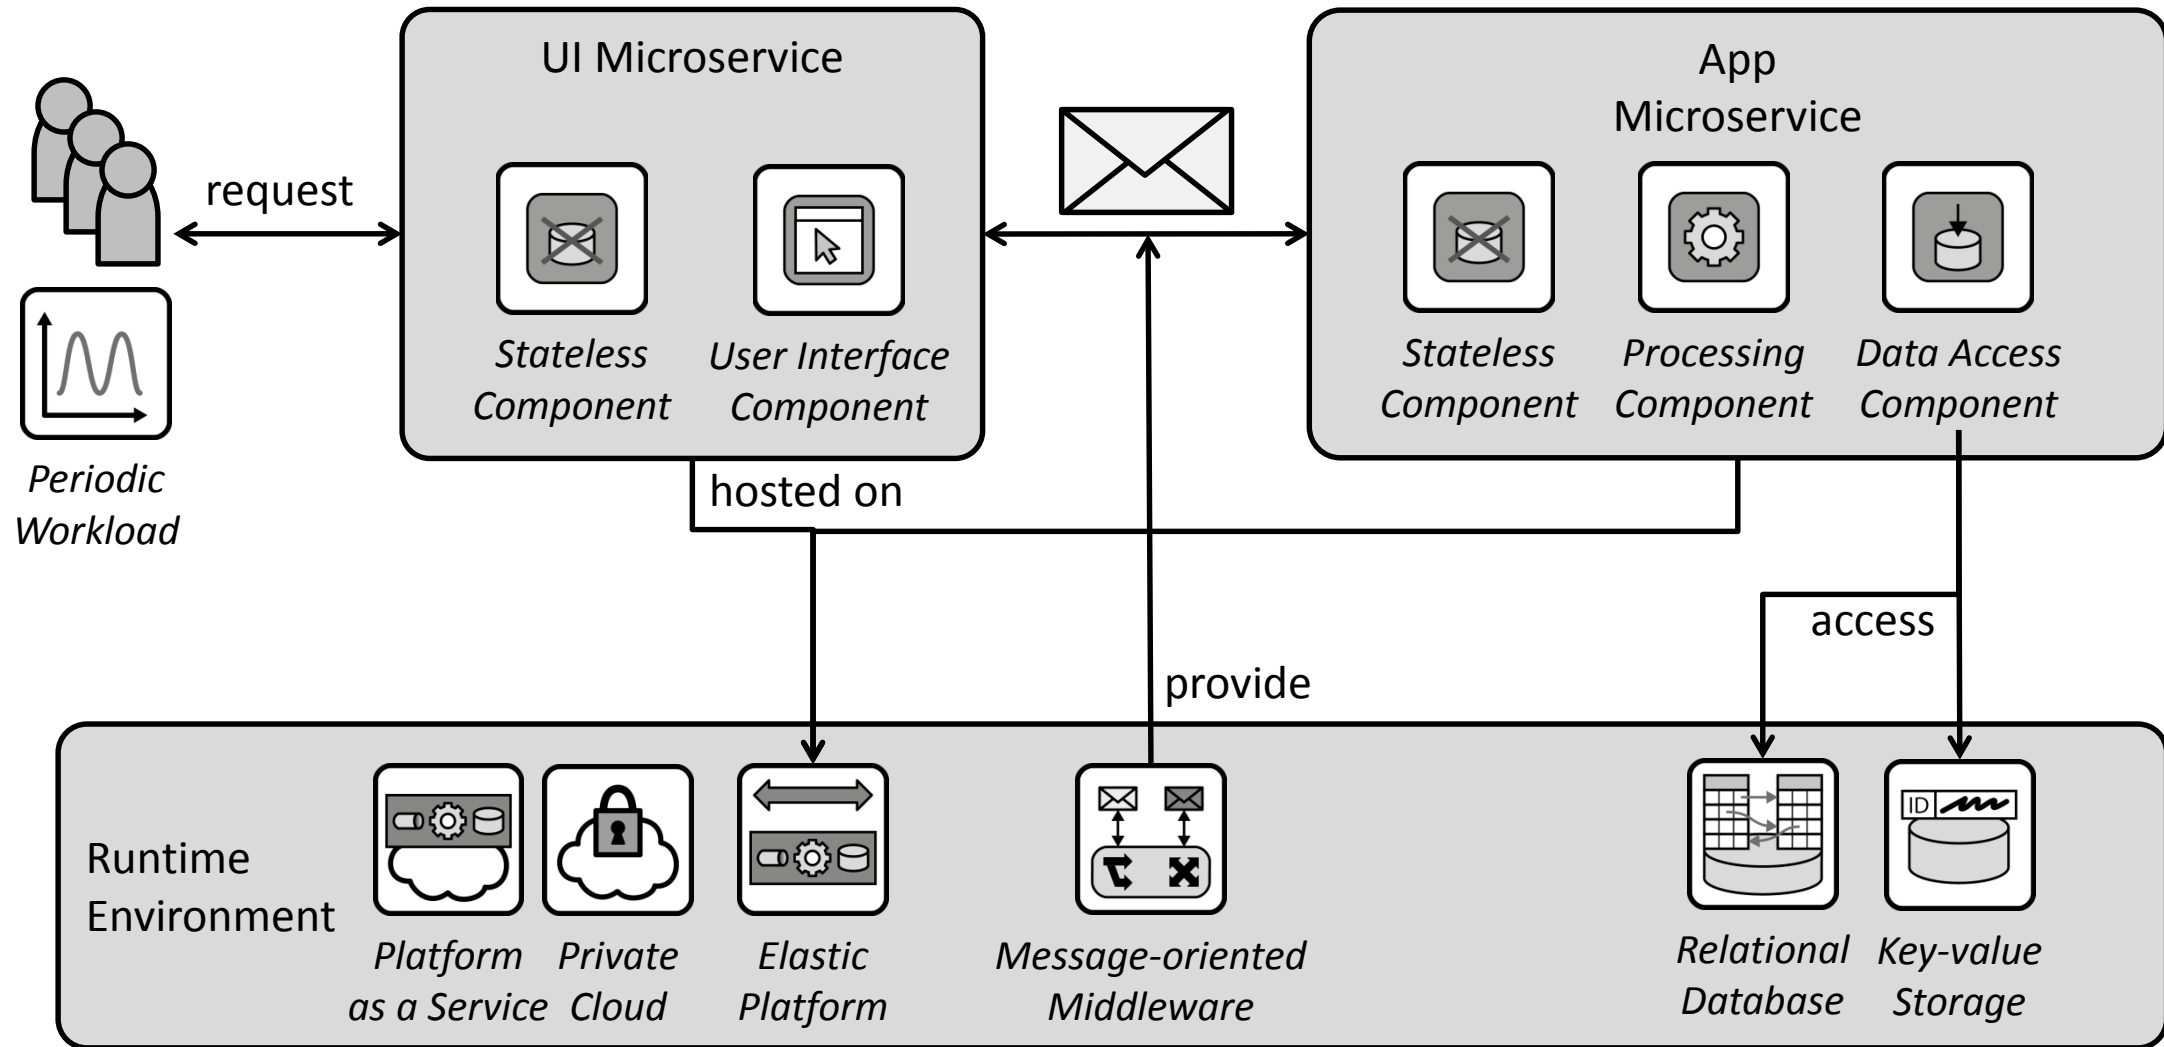 UI Microservice
App
Microservice
request
Stateless
Component
User Interface
Component
Stateless
Component
Processing
Component
Data Access
Component
Periodic
Workload
hosted on
access
provide
Runtime
Environment
ID
Platform
as a Service
Private
Cloud
Elastic
Platform
Message-oriented
Middleware
Relational
Database
Key-value
Storage